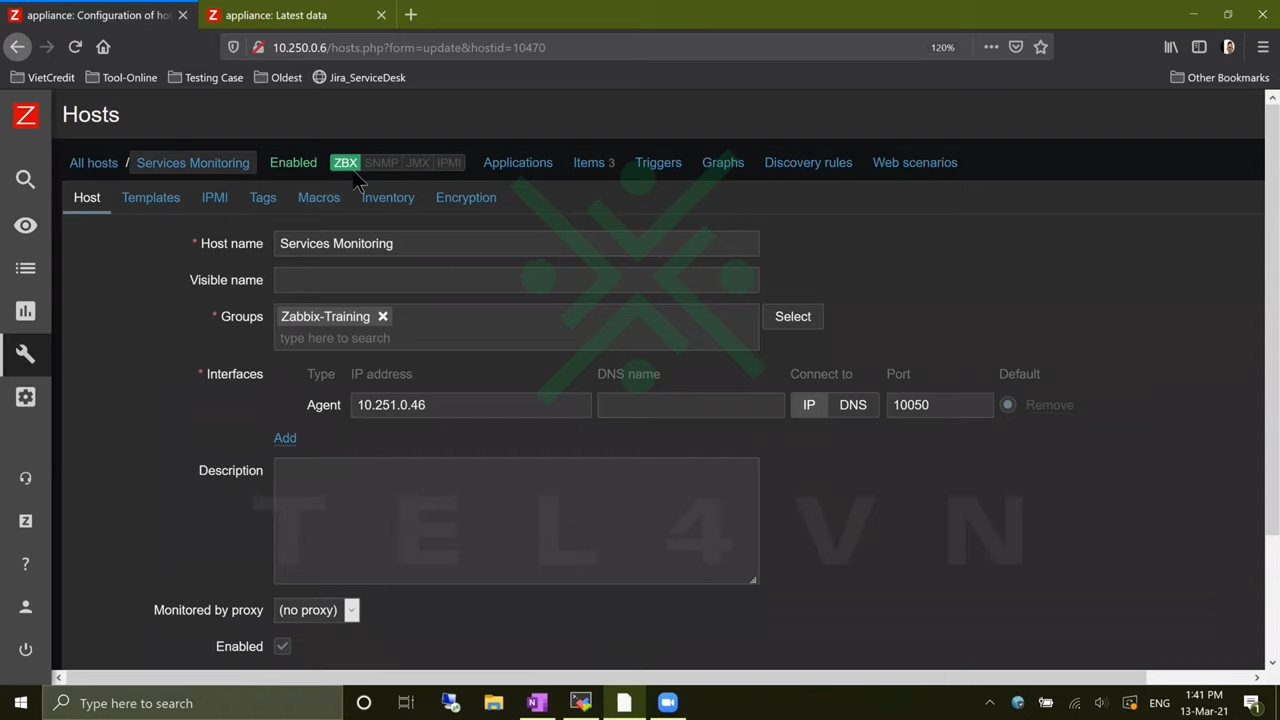 appliance: Configuration of hos
appliance: Latest data
10.250.0.6/hosts.php?form=update&hostid=10470
120%
VietCredit
Tool-Online
Testing Case
Oldest
Jira_ServiceDesk
Other Bookmarks
Z
Hosts
All hosts / Services Monitoring Enabled ZBX SNMP JMX IPMI Applications Items 3 Triggers Graphs Discovery rules Web scenarios
Host Templates IPMI Tags Macros Inventory Encryption
* Host name Services Monitoring
Visible name
* Groups Zabbix-Training Select
type here to search
* Interfaces Type IP address DNS name Connect to Port Default
Agent 10.251.0.46 IP DNS 10050 Remove
Add
Description
TEL4VN
Monitored by proxy (no proxy)
Enabled
Z
?
Type here to search
ENG
1:41 PM
13-Mar-21
1